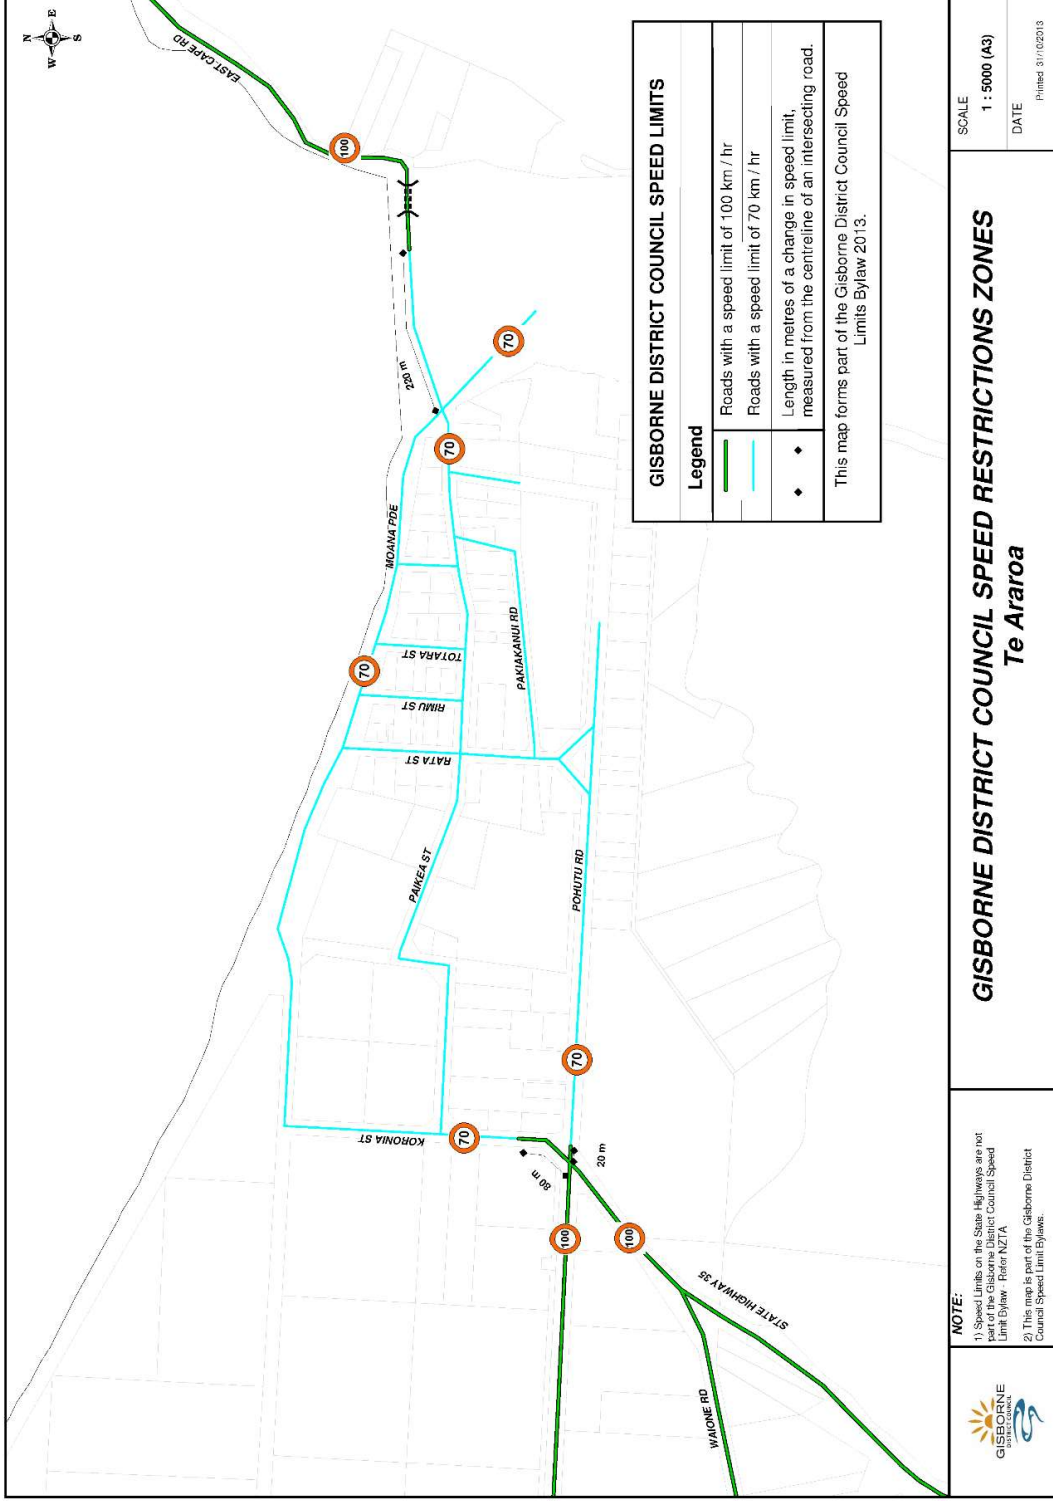 N
E
S
W
EAST CAPE RD
100
220 m
70
70
MOANA PDE
70
TOTARA ST
RIMU ST
RATA ST
PAKIAKANUI RD
PAIKEA ST
POHUTU RD
70
KORONIA ST
70
80 m
20 m
100
100
STATE HIGHWAY 35
WAIONE RD
GISBORNE DISTRICT COUNCIL SPEED LIMITS
Legend
Roads with a speed limit of 100 km / hr
Roads with a speed limit of 70 km / hr
Length in metres of a change in speed limit,
measured from the centreline of an intersecting road.
This map forms part of the Gisborne District Council Speed
Limits Bylaw 2013.
GISBORNE
DISTRICT COUNCIL
NOTE:
1) Speed Limits on the State Highways are not
part of the Gisborne District Council Speed
Limit Bylaw - Refer NZTA
2) This map is part of the Gisborne District
Council Speed Limit Bylaws.
GISBORNE DISTRICT COUNCIL SPEED RESTRICTIONS ZONES
Te Araroa
SCALE
1 : 5000 (A3)
DATE
Printed 31/10/2013